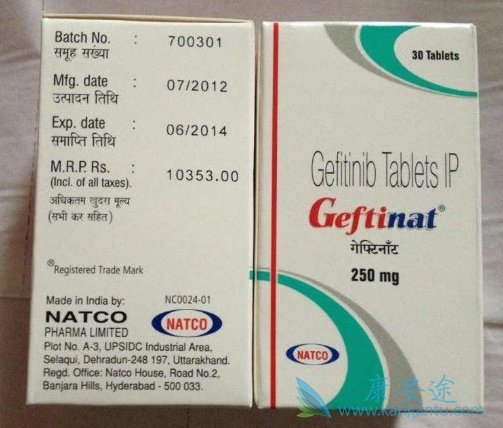 Batch No. : 700301
समूह संख्या
Mfg. date : 07/2012
उत्पादन तिथि
Exp. date : 06/2014
समाप्ति तिथि
M.R.P. Rs. : 10353.00
(Incl. of all taxes).
अधिकतम खुदरा मूल्य
(सभी कर सहित)
®Registered Trade Mark
Made in India by: NC0024-01
NATCO
PHARMA LIMITED
NATCO
Plot No. A-3, UPSIDC Industrial Area,
Selaqui, Dehradun-248 197, Uttarakhand.
Regd. Office: Natco House, Road No.2,
Banjara Hills, Hyderabad - 500 033.
30 Tablets
Gefitinib Tablets IP
Geftinat®
गेफ्टिनॉट
250 mg
NATCO
康安途
www.kangantu.com